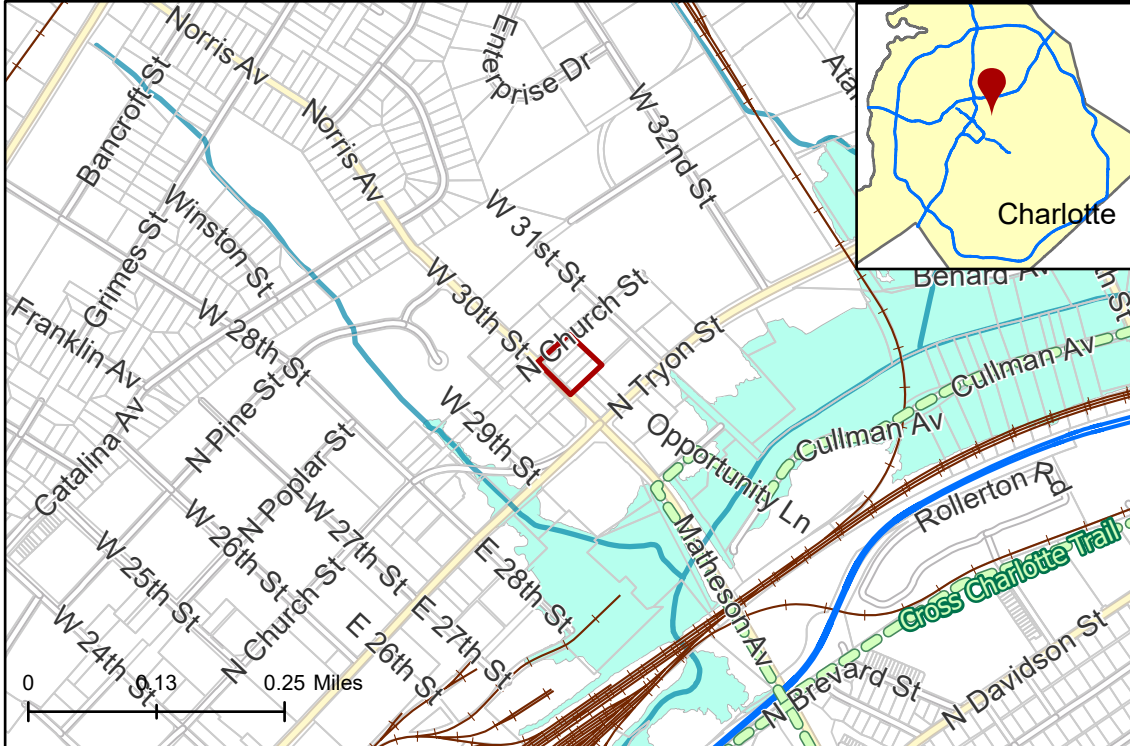 Norris Av
Enterprise Dr
Bancroft St
Norris Av
W 32nd St
Charlotte
Winston St
W 31st St
Grimes St
W 30th St
N Church St
Benard Av
Franklin Av
W 28th St
N Tryon St
Cullman Av
Cullman Av
Catalina Av
N Pine St
W 29th St
Opportunity Ln
N Poplar St
Rollerton Rd
W 27th St
W 26th St
W 25th St
Matheson Av
Cross Charlotte Trail
E 28th St
N Church St
E 27th St
W 24th St
E 26th St
N Brevard St
N Davidson St
0 0.13 0.25 Miles